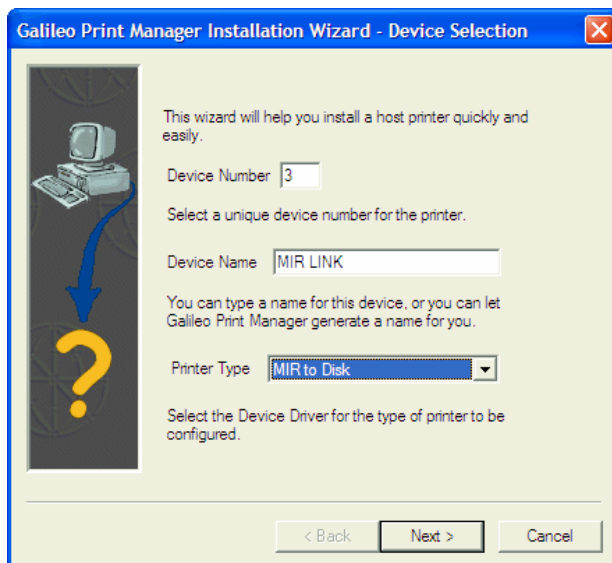 Galileo Print Manager Installation Wizard - Device Selection
This wizard will help you install a host printer quickly and
easily.
Device Number 3
Select a unique device number for the printer.
Device Name MIR LINK
You can type a name for this device, or you can let
Galileo Print Manager generate a name for you.
Printer Type MIR to Disk
Select the Device Driver for the type of printer to be
configured.
< Back Next > Cancel